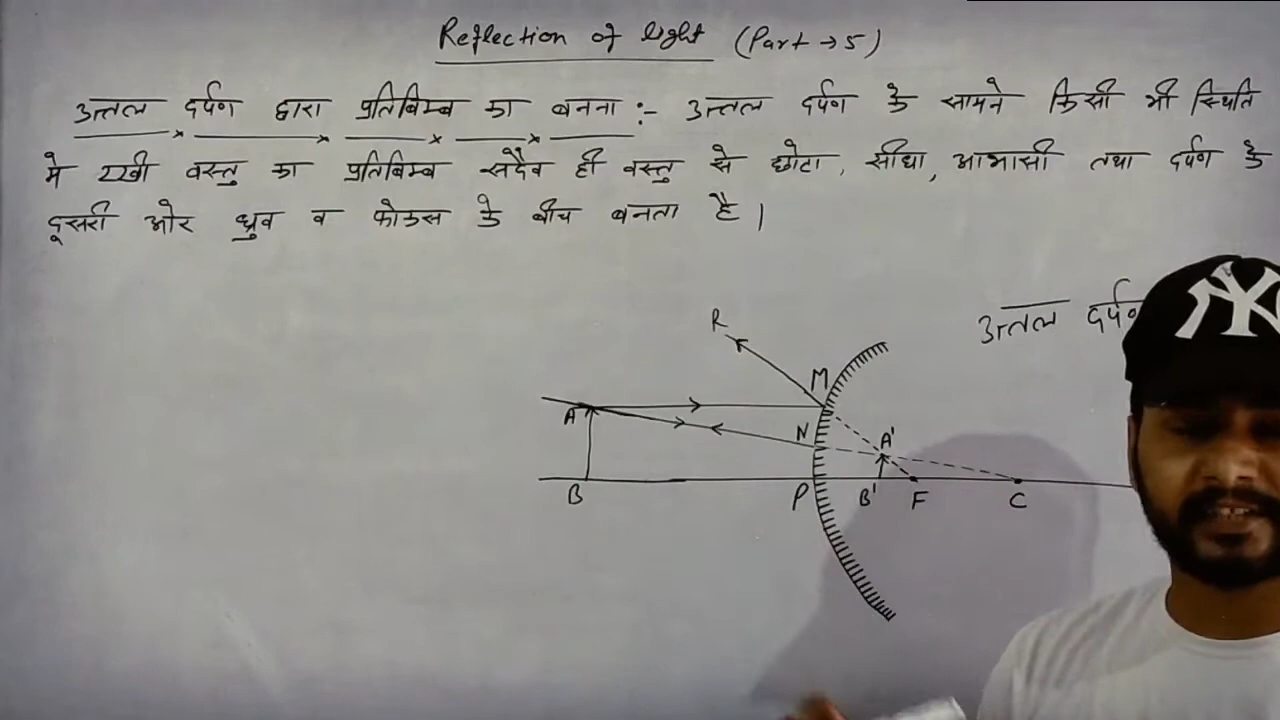 Reflection of light (Part → 5)
उत्तल दर्पण द्वारा प्रतिबिम्ब का बनना :- उत्तल दर्पण के सामने किसी भी स्थिति
मे रखी वस्तु का प्रतिबिम्ब सदैव ही वस्तु से छोटा, सीधा, आभासी तथा दर्पण के
दूसरी ओर ध्रुव व फोकस के बीच बनता है।
उत्तल दर्पण
R
M
A
N
A'
B
P
B'
F
C
NY